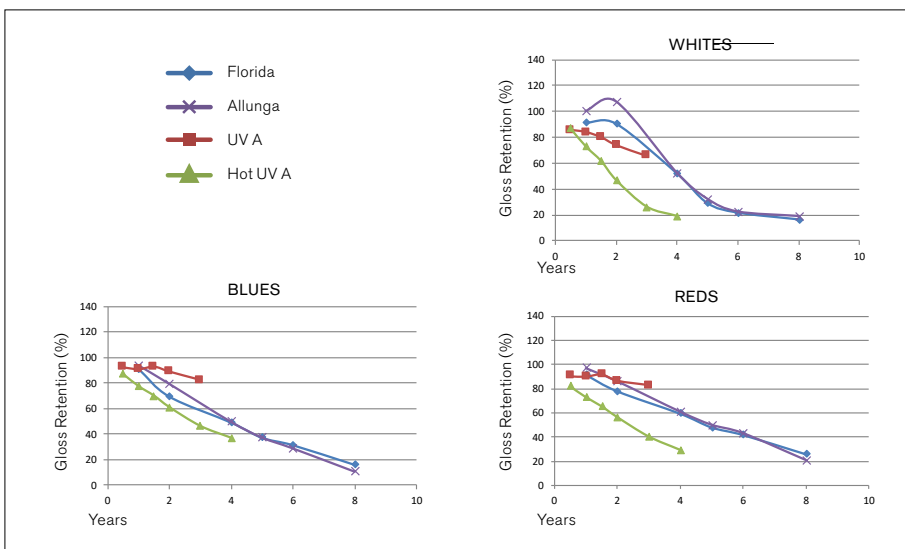 Florida
Allunga
UV A
Hot UV A
WHITES
Gloss Retention (%)
140
120
100
80
60
40
20
0
0 2 4 6 8 10
Years
BLUES
Gloss Retention (%)
140
120
100
80
60
40
20
0
0 2 4 6 8 10
Years
REDS
Gloss Retention (%)
140
120
100
80
60
40
20
0
0 2 4 6 8 10
Years